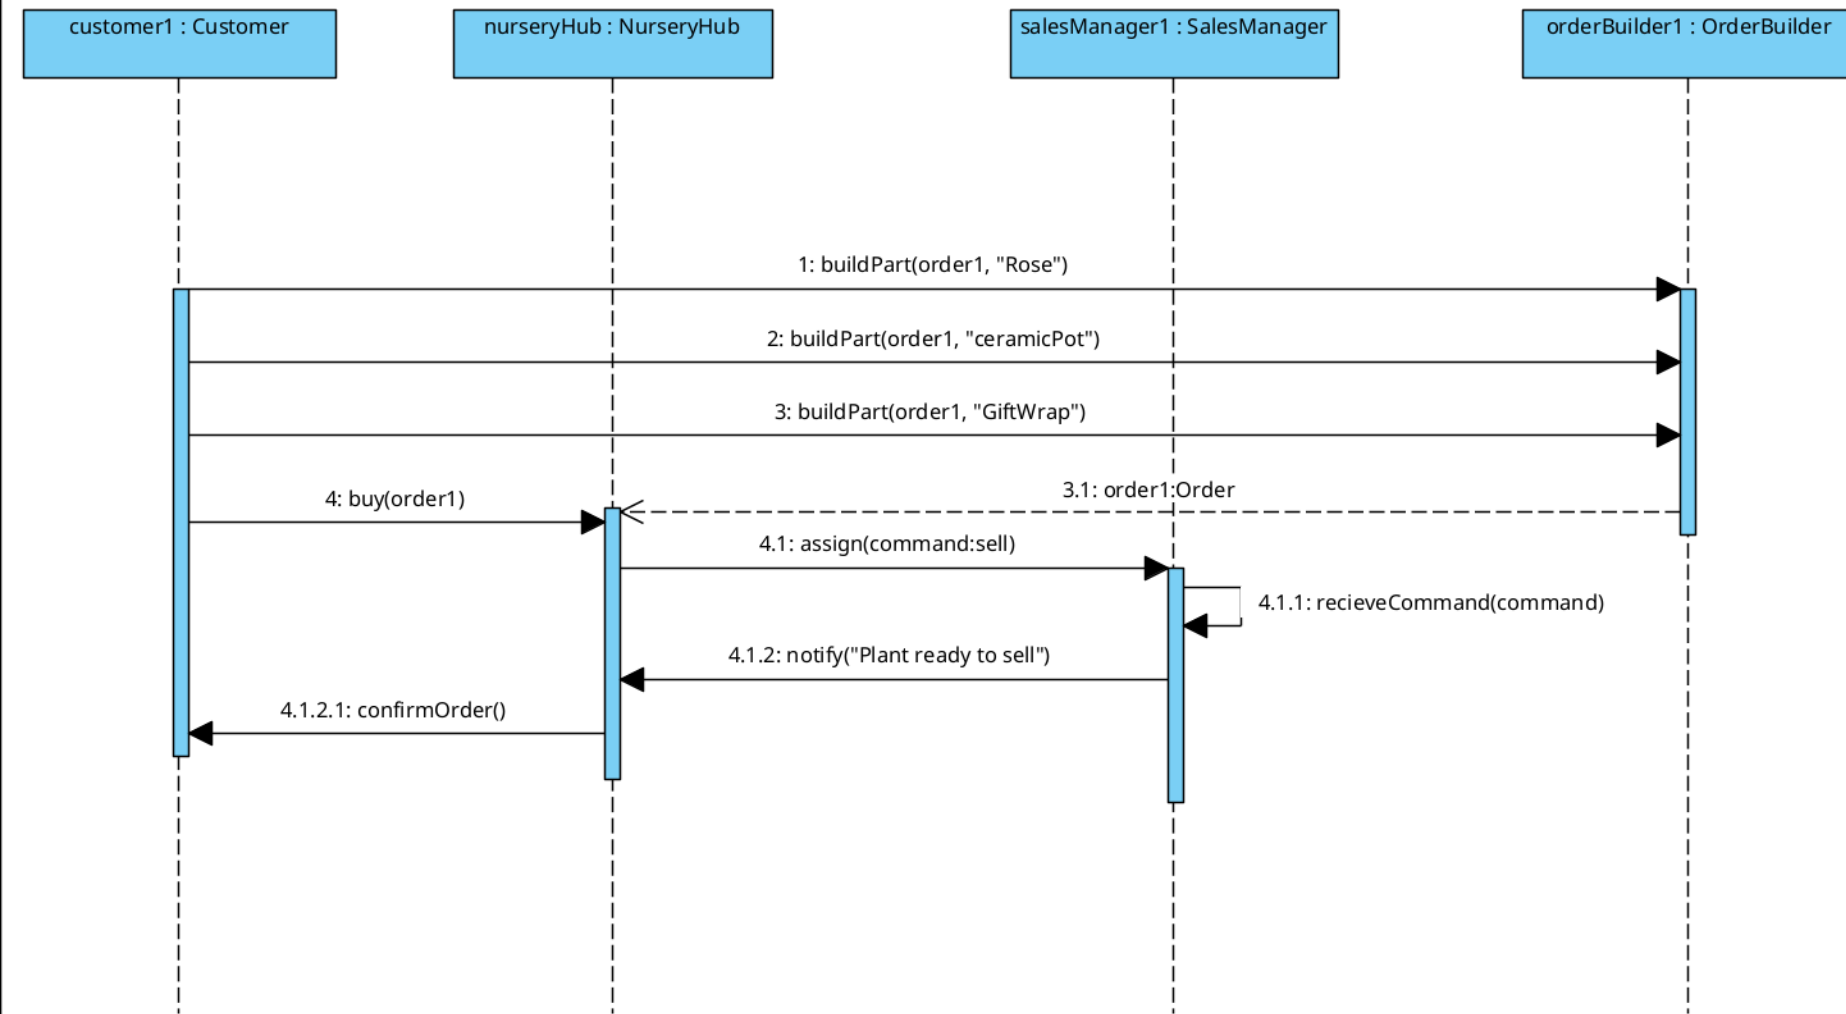 customer1 : Customer
nurseryHub : NurseryHub
salesManager1 : SalesManager
orderBuilder1 : OrderBuilder
1: buildPart(order1, "Rose")
2: buildPart(order1, "ceramicPot")
3: buildPart(order1, "GiftWrap")
3.1: order1:Order
4: buy(order1)
4.1: assign(command:sell)
4.1.1: recieveCommand(command)
4.1.2: notify("Plant ready to sell")
4.1.2.1: confirmOrder()